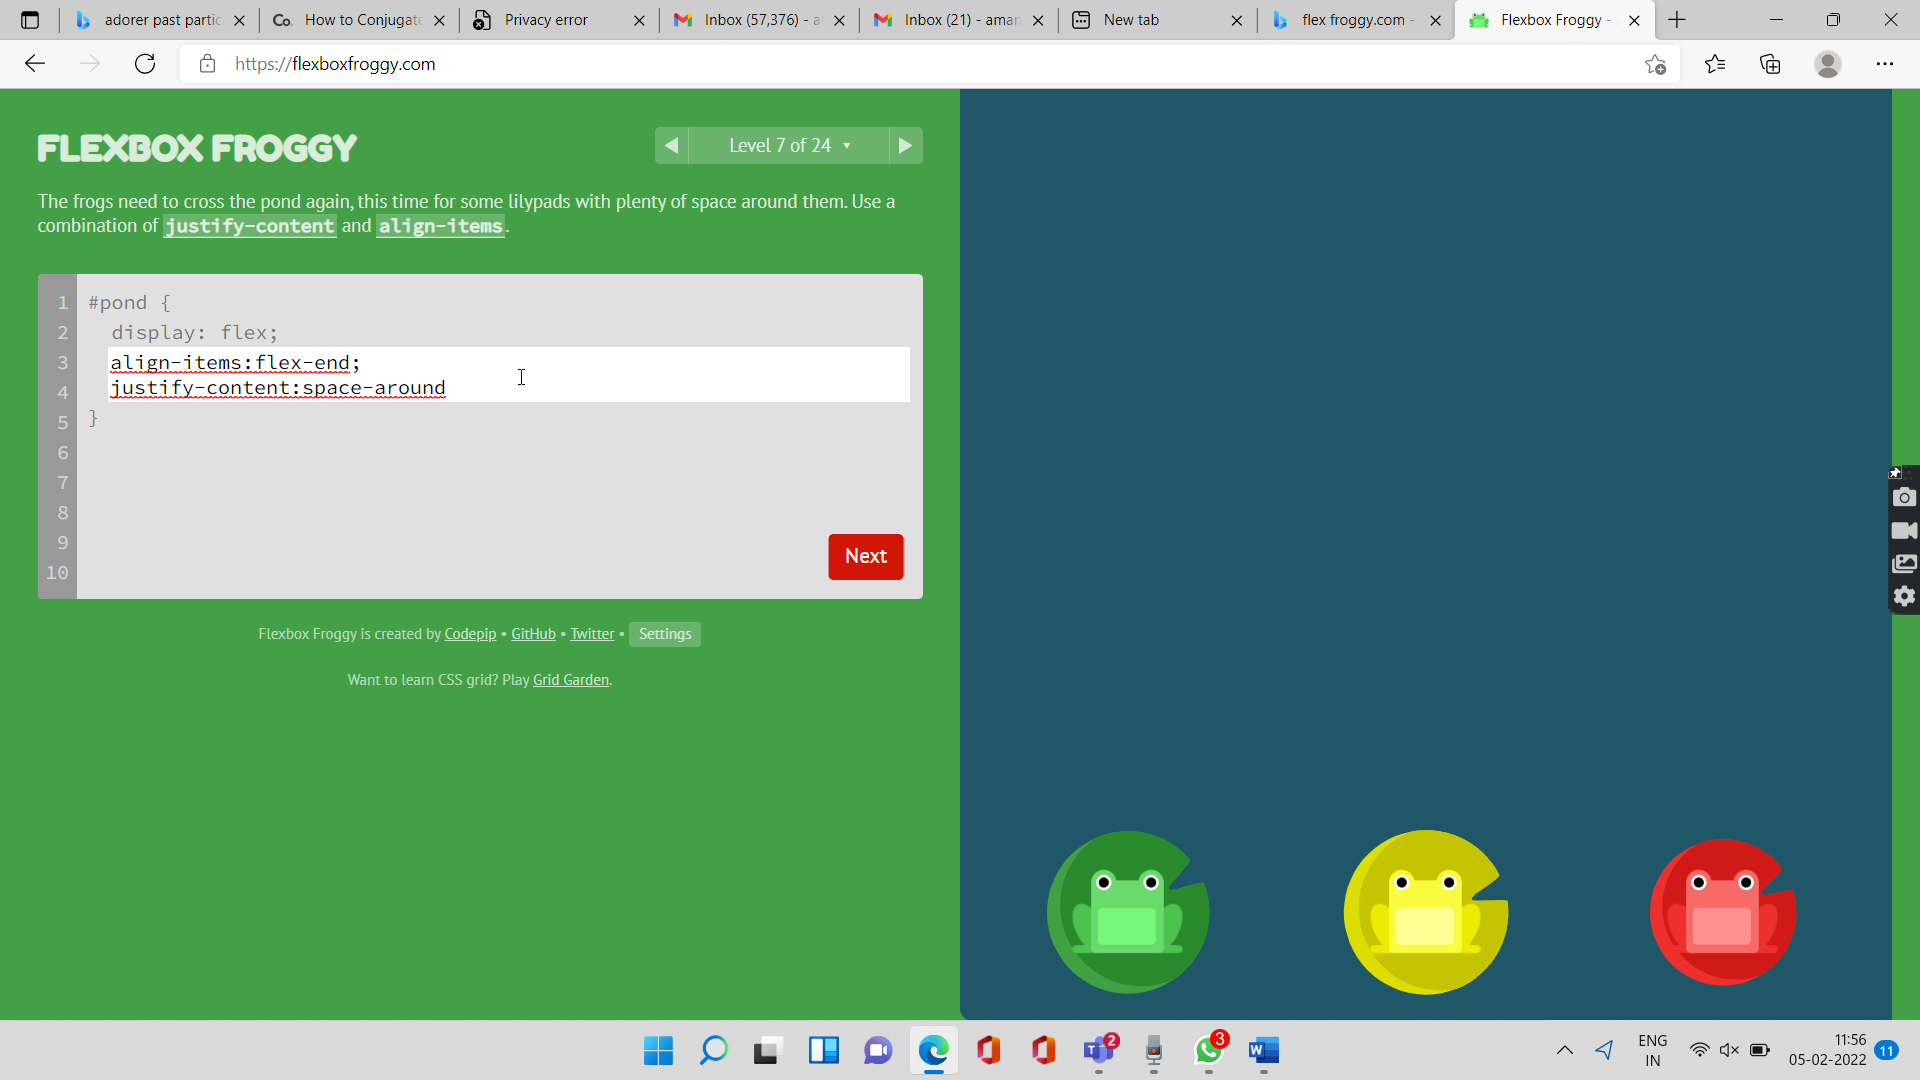 adorer past partic
Co. How to Conjugate
Privacy error
Inbox (57,376) - a
Inbox (21) - aman
New tab
flex froggy.com -
Flexbox Froggy -
https://flexboxfroggy.com
FLEXBOX FROGGY
Level 7 of 24
The frogs need to cross the pond again, this time for some lilypads with plenty of space around them. Use a
combination of justify-content and align-items.
1 #pond {
2 display: flex;
3 align-items:flex-end;
4 justify-content:space-around
5 }
6
7
8
9
10
Next
Flexbox Froggy is created by Codepip • GitHub • Twitter • Settings
Want to learn CSS grid? Play Grid Garden.
T 2
3
W
ENG
IN
11:56
05-02-2022
11